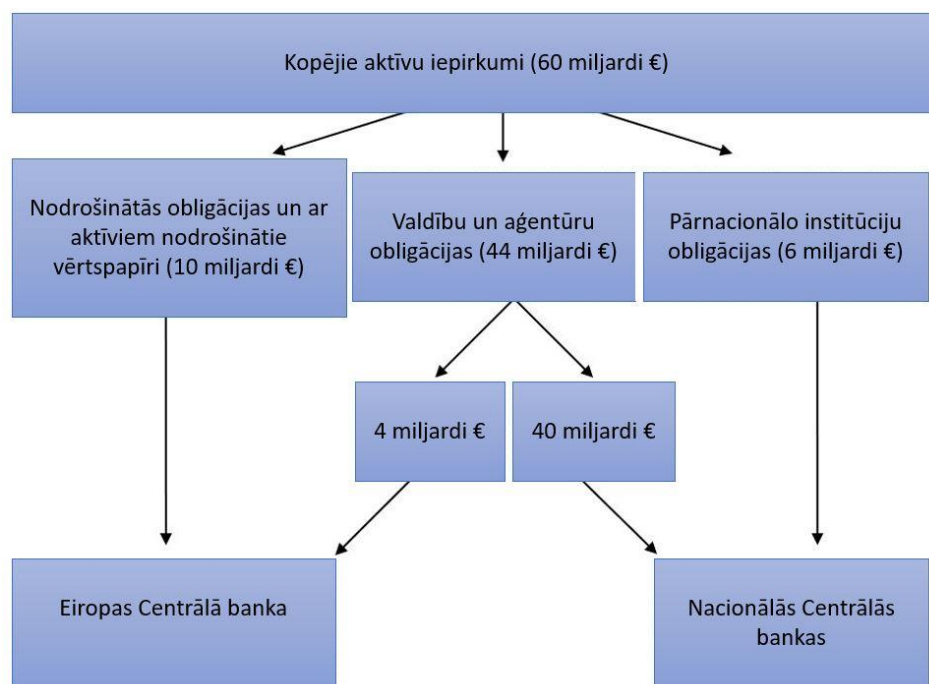 Kopējie aktīvu iepirkumi (60 miljardi €)
Nodrošinātās obligācijas un ar
aktīviem nodrošinātie
vērtspapīri (10 miljardi €)
Valdību un aģentūru
obligācijas (44 miljardi €)
Pārnacionālo institūciju
obligācijas (6 miljardi €)
4 miljardi €
40 miljardi €
Eiropas Centrālā banka
Nacionālās Centrālās
bankas